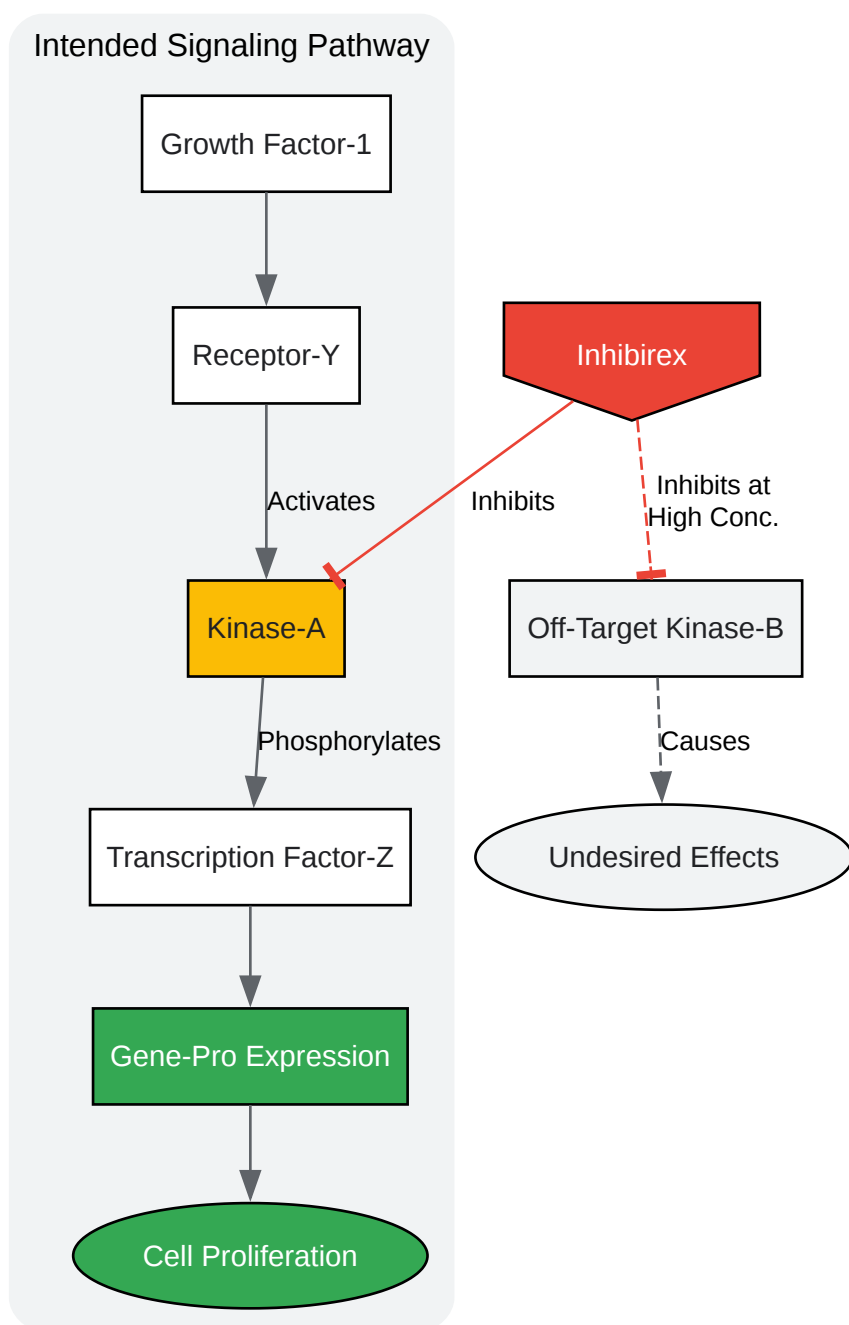 Intended Signaling Pathway
Growth Factor-1
Receptor-Y
Inhibirex
Activates
Inhibits
Inhibits at
High Conc.
Kinase-A
Off-Target Kinase-B
Phosphorylates
Causes
Transcription Factor-Z
Undesired Effects
Gene-Pro Expression
Cell Proliferation